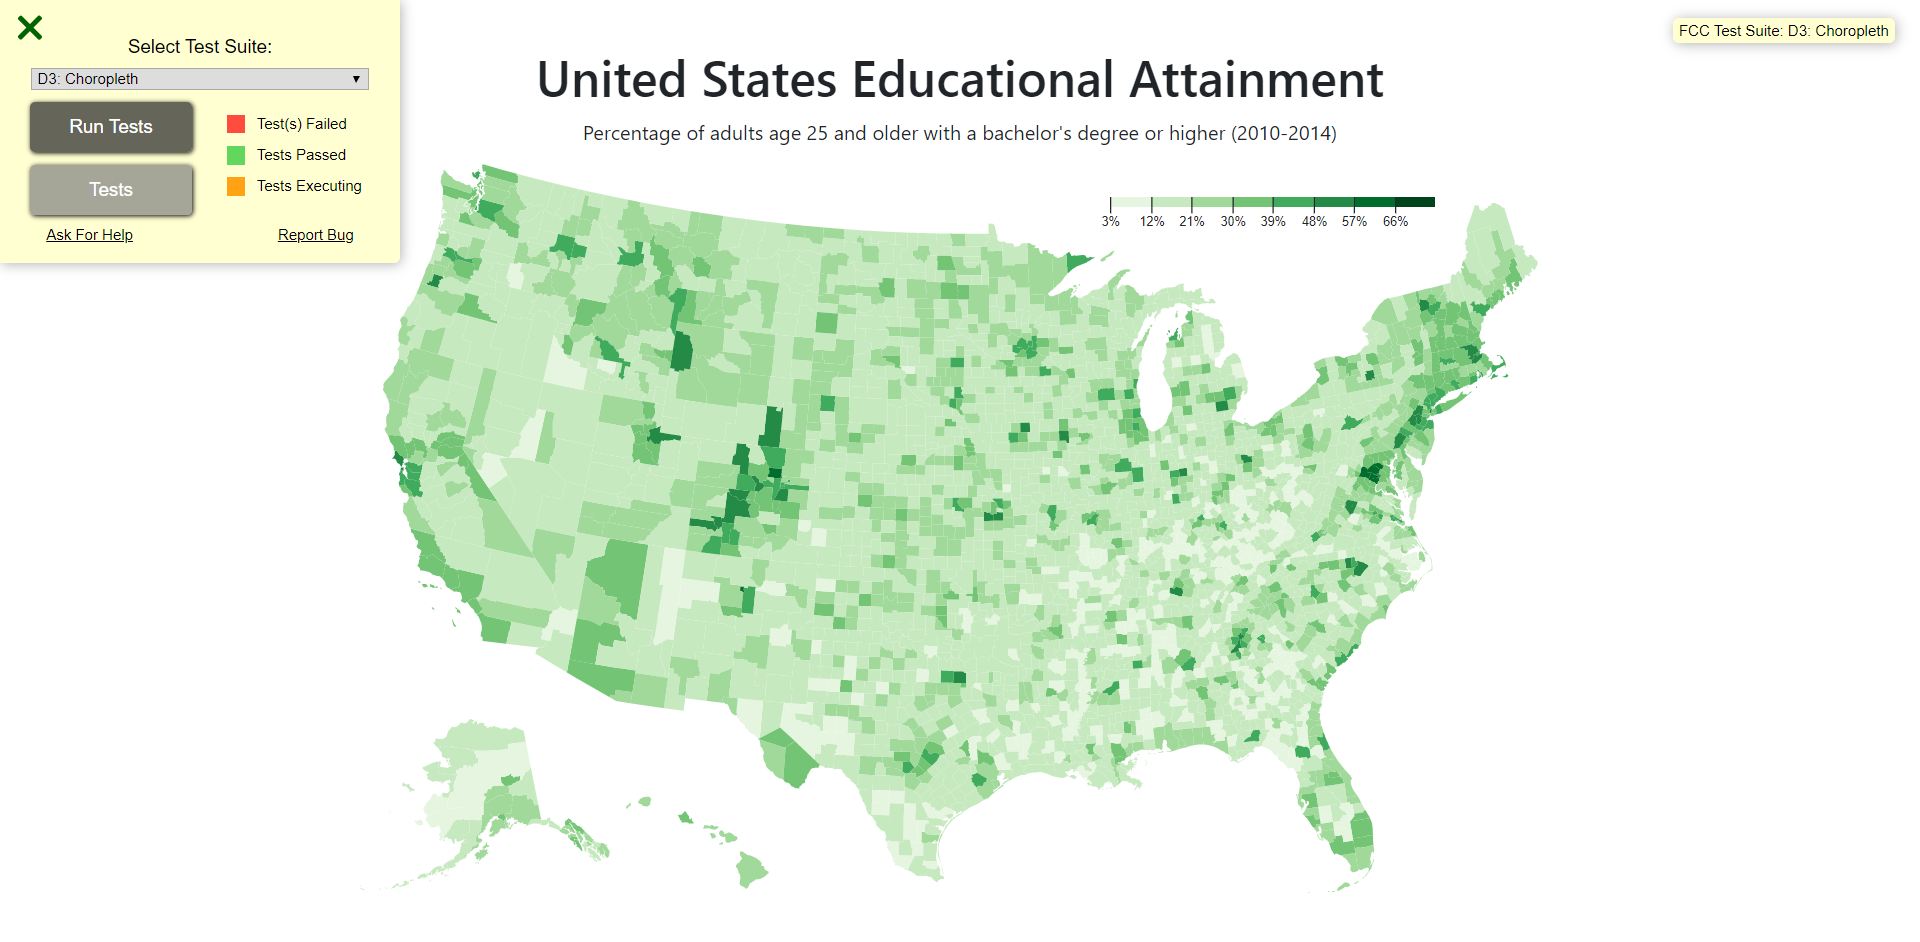 Select Test Suite:
D3: Choropleth ▼
Run Tests
Tests
Test(s) Failed
Tests Passed
Tests Executing
Ask For Help
Report Bug
FCC Test Suite: D3: Choropleth
United States Educational Attainment
Percentage of adults age 25 and older with a bachelor's degree or higher (2010-2014)
3% 12% 21% 30% 39% 48% 57% 66%